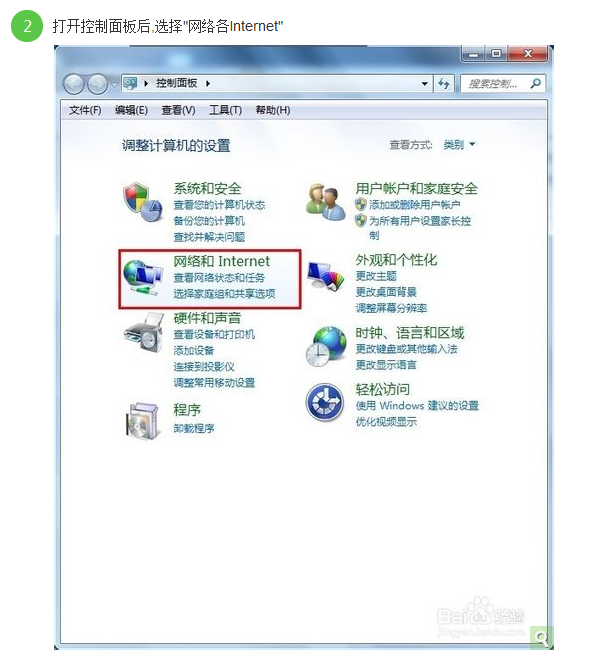 2 打开控制面板后,选择"网络各Internet"
控制面板
搜索控制...
文件(F) 编辑(E) 查看(V) 工具(T) 帮助(H)
调整计算机的设置
查看方式: 类别
系统和安全
查看您的计算机状态
备份您的计算机
查找并解决问题
网络和 Internet
查看网络状态和任务
选择家庭组和共享选项
硬件和声音
查看设备和打印机
添加设备
连接到投影仪
调整常用移动设置
程序
卸载程序
用户帐户和家庭安全
添加或删除用户帐户
为所有用户设置家长控
制
外观和个性化
更改主题
更改桌面背景
调整屏幕分辨率
时钟、语言和区域
更改键盘或其他输入法
更改显示语言
轻松访问
使用 Windows 建议的设置
优化视频显示
Baidu 经验
jingyan.baidu.com